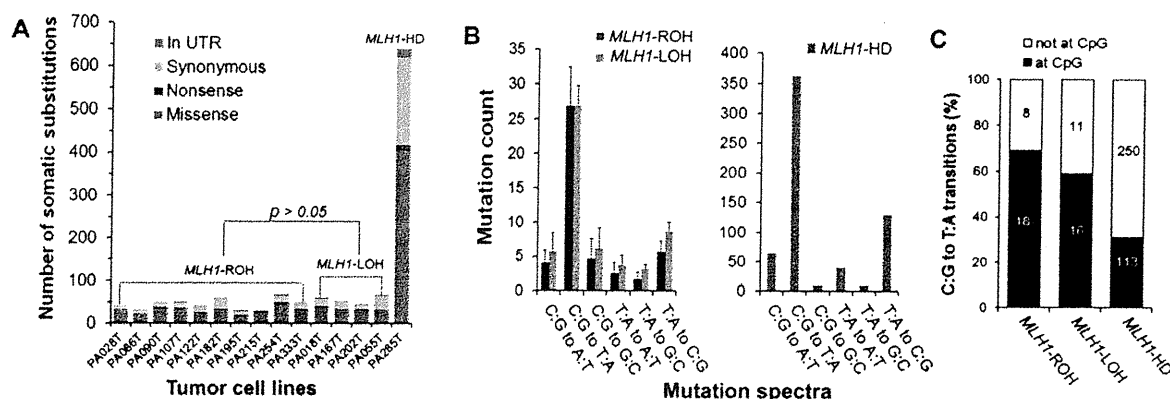 A
Number of somatic substitutions
700
600
500
400
300
200
100
0
In UTR
Synonymous
Nonsense
Missense
MLH1-HD
p > 0.05
MLH1-ROH
MLH1-LOH
PA028T
PA086T
PA090T
PA107T
PA122T
PA182T
PA195T
PA215T
PA254T
PA333T
PA018T
PA167T
PA202T
PA055T
PA285T
Tumor cell lines
B
Mutation count
35
30
25
20
15
10
5
0
MLH1-ROH
MLH1-LOH
C:G to A:T
C:G to T:A
C:G to G:C
T:A to A:T
T:A to G:C
T:A to C:G
400
350
300
250
200
150
100
50
0
MLH1-HD
C:G to A:T
C:G to T:A
C:G to G:C
T:A to A:T
T:A to G:C
T:A to C:G
Mutation spectra
C
not at CpG
at CpG
C:G to T:A transitions (%)
100
80
60
40
20
0
8
18
11
16
250
113
MLH1-ROH
MLH1-LOH
MLH1-HD